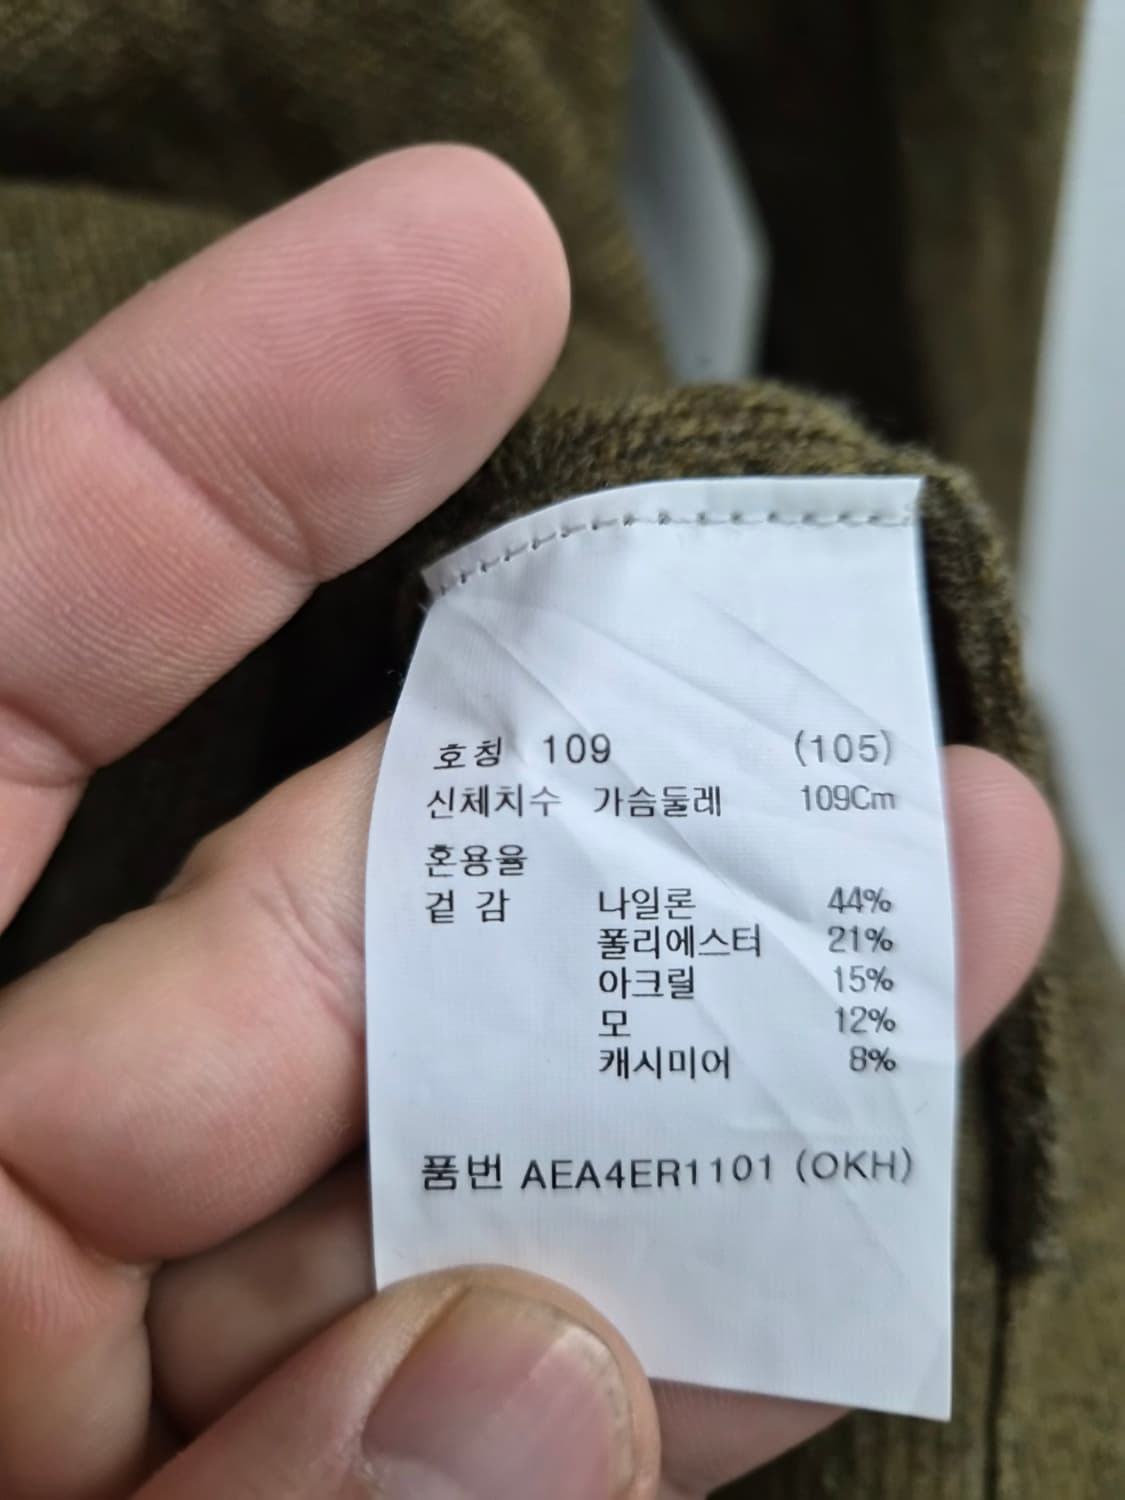 호칭 109 (105)
신체치수 가슴둘레 109Cm
혼용율
겉 감 나일론 44%
폴리에스터 21%
아크릴 15%
모 12%
캐시미어 8%
품번 AEA4ER1101 (OKH)